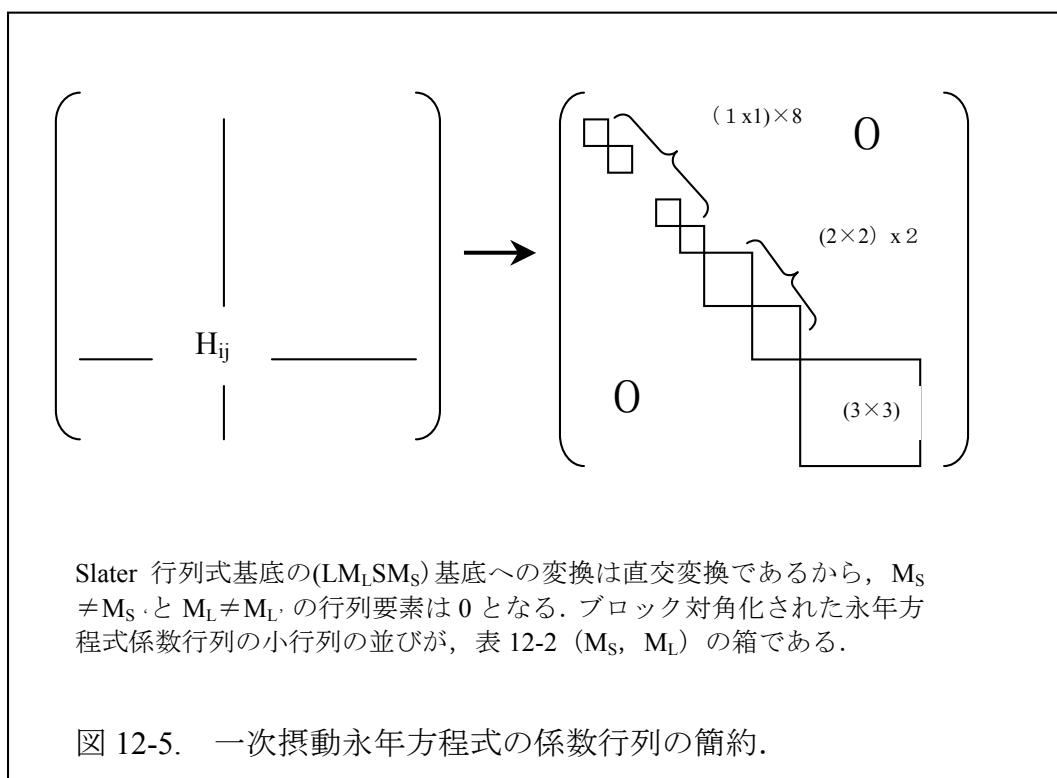 (1x1)×8
0
(2×2) x 2
H_ij
0
(3×3)
Slater 行列式基底の(LM_LSM_S)基底への変換は直交変換であるから，M_S
≠M_S'と M_L≠M_L' の行列要素は 0 となる．ブロック対角化された永年方
程式係数行列の小行列の並びが，表 12-2（M_S，M_L）の箱である．
図 12-5.　一次摂動永年方程式の係数行列の簡約．